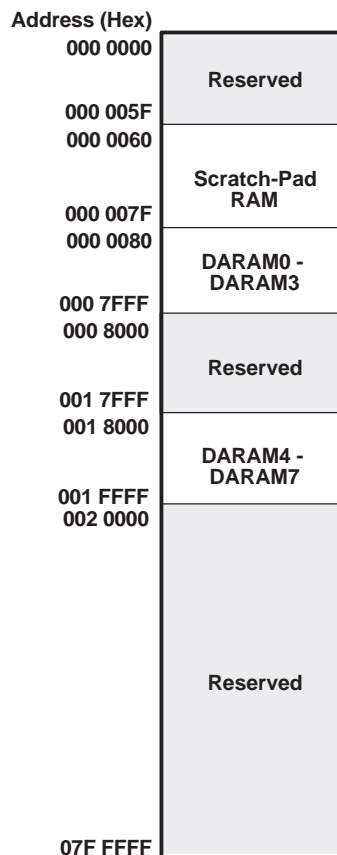 Address (Hex)
000 0000
Reserved
000 005F
000 0060
Scratch-Pad
RAM
000 007F
000 0080
DARAM0 -
DARAM3
000 7FFF
000 8000
Reserved
001 7FFF
001 8000
DARAM4 -
DARAM7
001 FFFF
002 0000
Reserved
07F FFFF